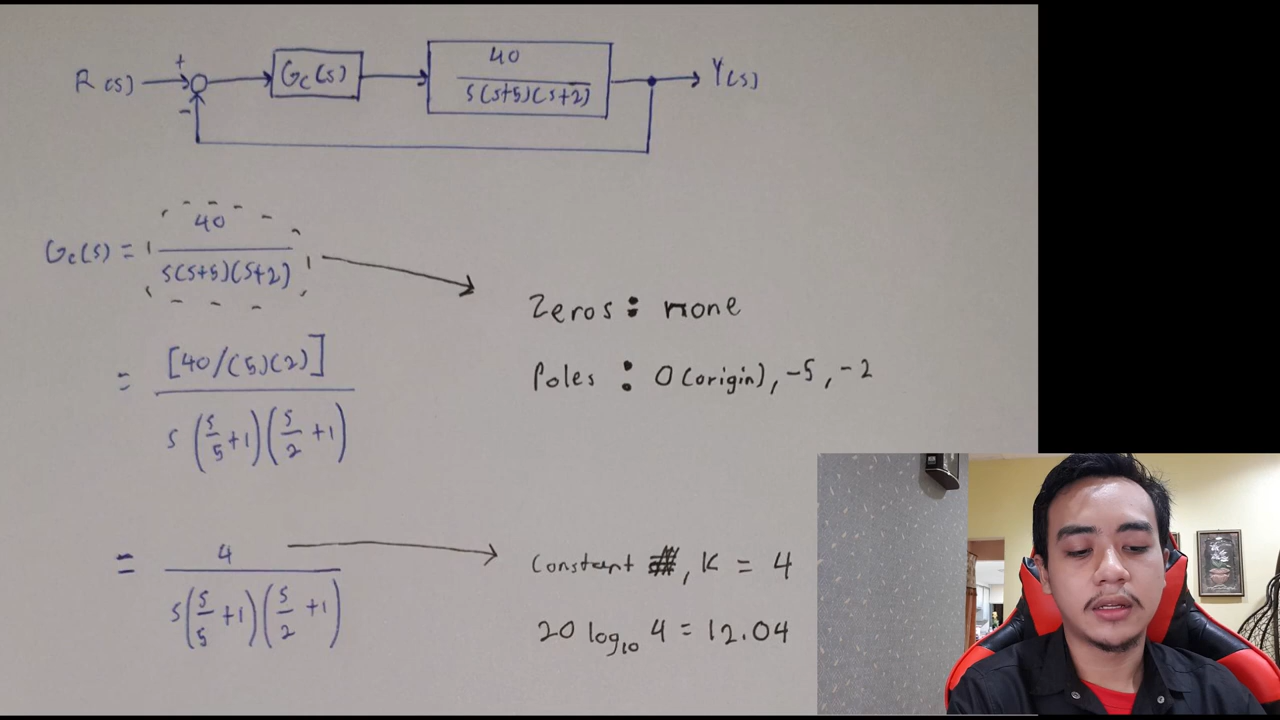 R(s) + - Gc(s) 40 / s(s+5)(s+2) Y(s)
Gc(s) = 40 / s(s+5)(s+2)
Zeros : none
Poles : 0 (origin), -5, -2
= [40/(5)(2)] / s (s/5 +1)(s/2 +1)
= 4 / s(s/5 +1)(s/2 +1)
Constant, K = 4
20 log10 4 = 12.04